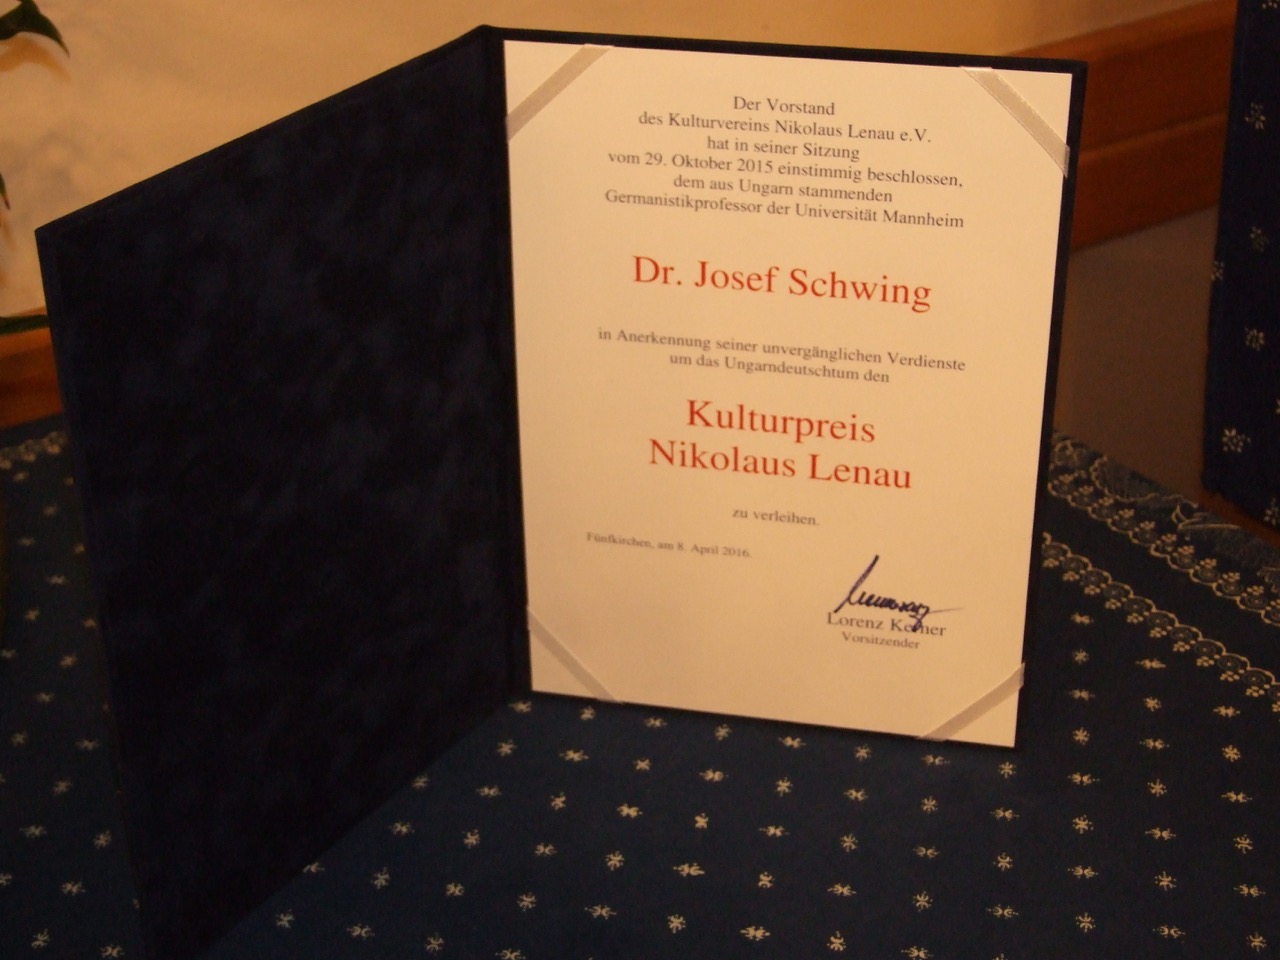 Der Vorstand
des Kulturvereins Nikolaus Lenau e.V.
hat in seiner Sitzung
vom 29. Oktober 2015 einstimmig beschlossen,
dem aus Ungarn stammenden
Germanistikprofessor der Universität Mannheim
Dr. Josef Schwing
in Anerkennung seiner unvergänglichen Verdienste
um das Ungarndeutschtum den
Kulturpreis
Nikolaus Lenau
zu verleihen.
Fünfkirchen, am 8. April 2016.
Lorenz Kerner
Vorsitzender